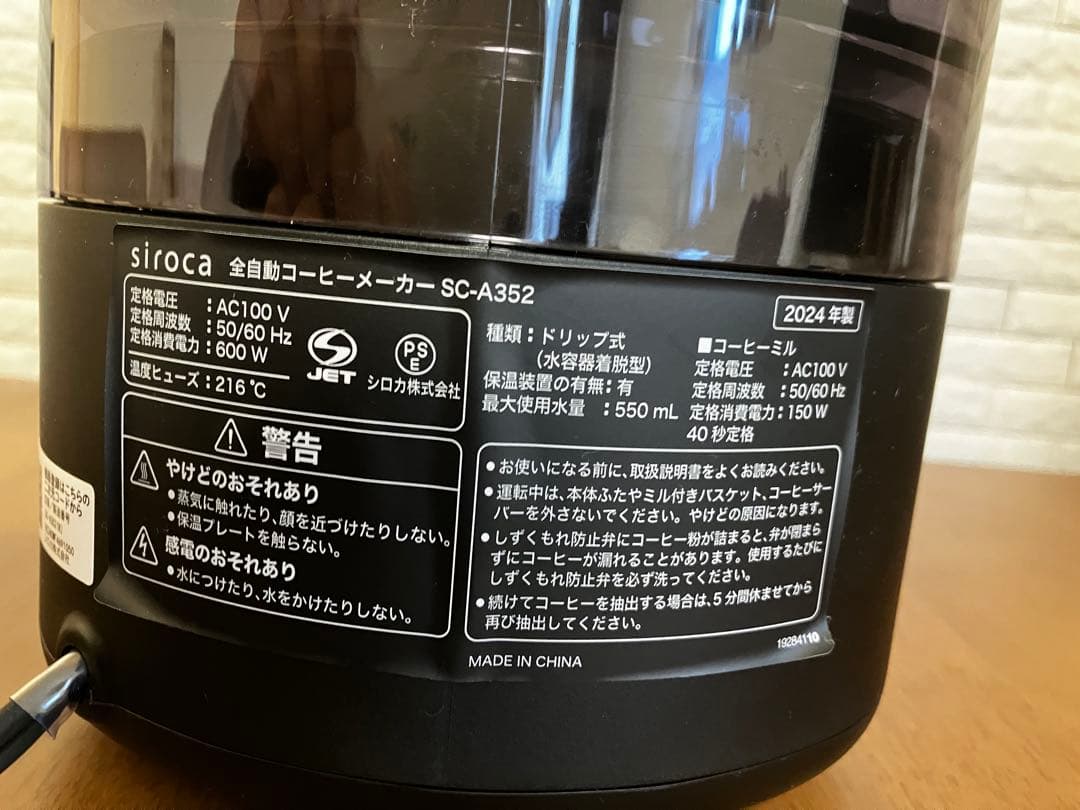 siroca 全自動コーヒーメーカー SC-A352
定格電圧 : AC100 V
定格周波数 : 50/60 Hz
定格消費電力 : 600 W
温度ヒューズ : 216 ℃
JET
PS
E
シロカ株式会社
種類 : ドリップ式
(水容器着脱型)
保温装置の有無 : 有
最大使用水量 : 550 mL
2024 年製
■コーヒーミル
定格電圧 : AC100 V
定格周波数 : 50/60 Hz
定格消費電力 : 150 W
40 秒定格
警告
やけどのおそれあり
●蒸気に触れたり、顔を近づけたりしない。
●保温プレートを触らない。
感電のおそれあり
●水につけたり、水をかけたりしない。
●お使いになる前に、取扱説明書をよくお読みください。
●運転中は、本体ふたやミル付きバスケット、コーヒーサー
バーを外さないでください。やけどの原因になります。
●しずくもれ防止弁にコーヒー粉が詰まると、弁が閉まら
ずにコーヒーが漏れることがあります。使用するたびに
しずくもれ防止弁を必ず洗ってください。
●続けてコーヒーを抽出する場合は、5 分間休ませてから
再び抽出してください。
19284110
MADE IN CHINA